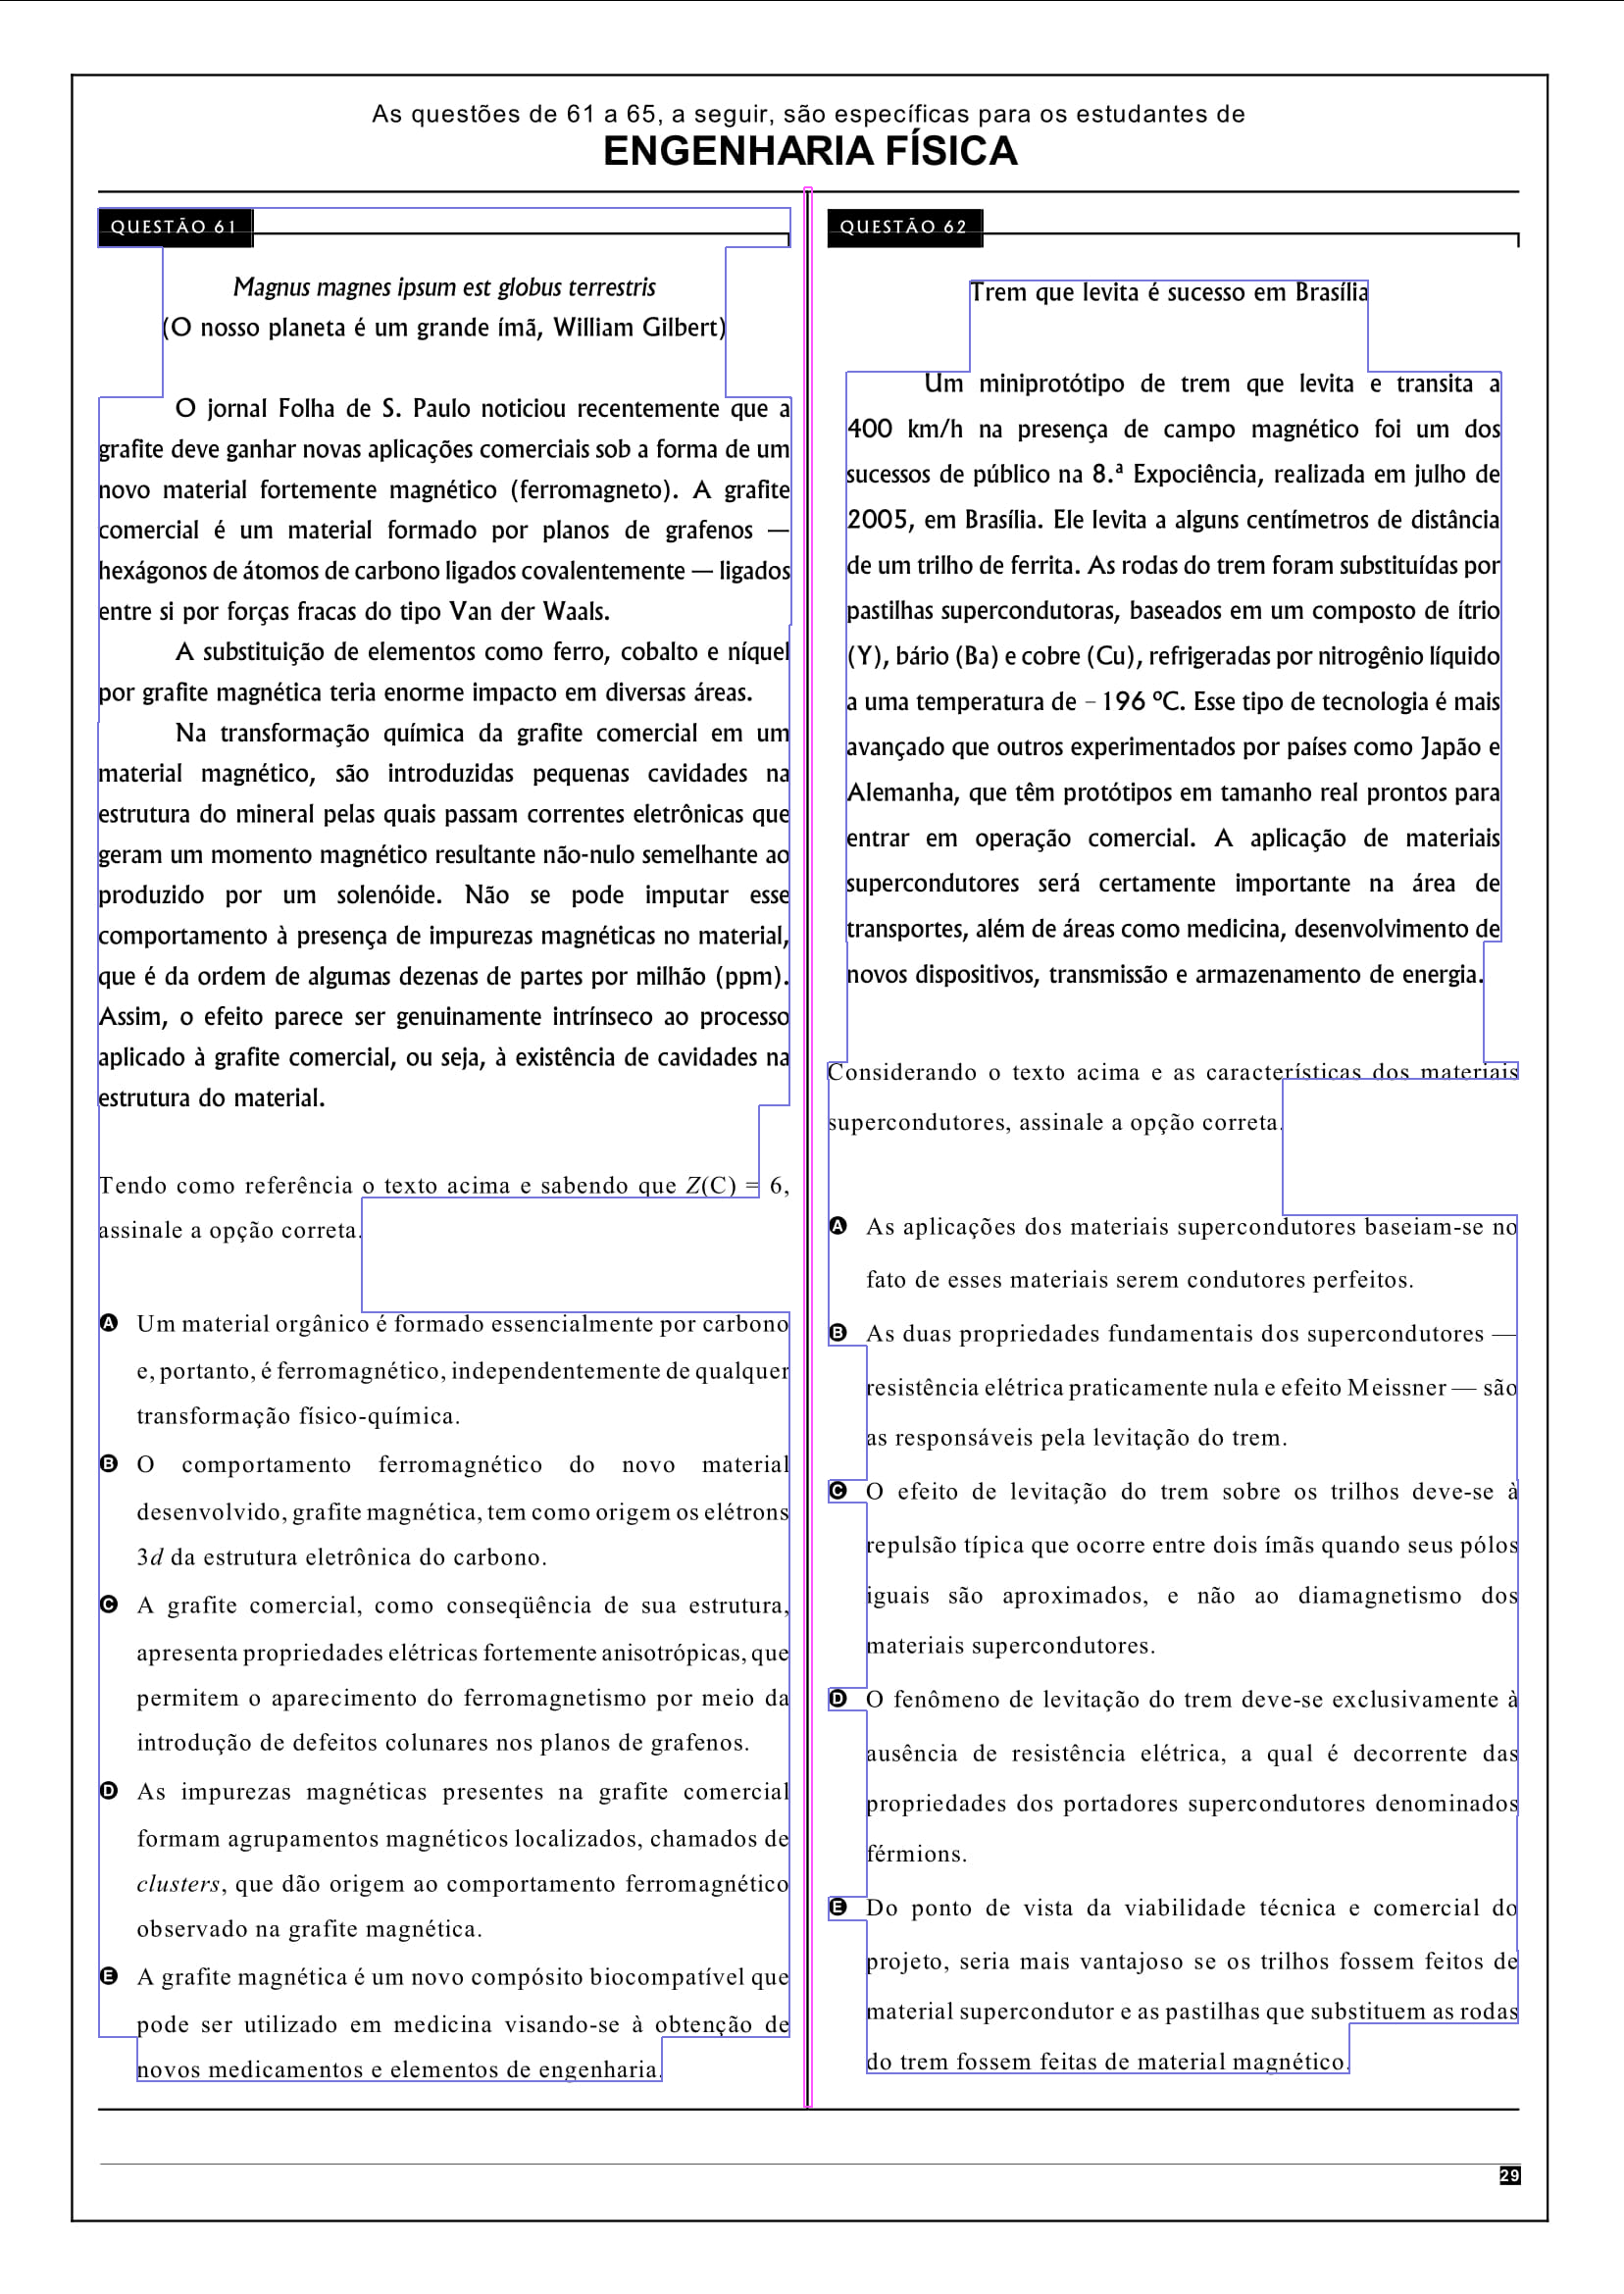 As questões de 61 a 65, a seguir, são específicas para os estudantes de
ENGENHARIA FÍSICA
QUESTÃO 61
Magnus magnes ipsum est globus terrestris
(O nosso planeta é um grande ímã, William Gilbert)
O jornal Folha de S. Paulo noticiou recentemente que a
grafite deve ganhar novas aplicações comerciais sob a forma de um
novo material fortemente magnético (ferromagneto). A grafite
comercial é um material formado por planos de grafenos —
hexágonos de átomos de carbono ligados covalentemente — ligados
entre si por forças fracas do tipo Van der Waals.
A substituição de elementos como ferro, cobalto e níquel
por grafite magnética teria enorme impacto em diversas áreas.
Na transformação química da grafite comercial em um
material magnético, são introduzidas pequenas cavidades na
estrutura do mineral pelas quais passam correntes eletrônicas que
geram um momento magnético resultante não-nulo semelhante ao
produzido por um solenóide. Não se pode imputar esse
comportamento à presença de impurezas magnéticas no material,
que é da ordem de algumas dezenas de partes por milhão (ppm).
Assim, o efeito parece ser genuinamente intrínseco ao processo
aplicado à grafite comercial, ou seja, à existência de cavidades na
estrutura do material.
Tendo como referência o texto acima e sabendo que Z(C) = 6,
assinale a opção correta.
A Um material orgânico é formado essencialmente por carbono
e, portanto, é ferromagnético, independentemente de qualquer
transformação físico-química.
B O comportamento ferromagnético do novo material
desenvolvido, grafite magnética, tem como origem os elétrons
3d da estrutura eletrônica do carbono.
C A grafite comercial, como conseqüência de sua estrutura,
apresenta propriedades elétricas fortemente anisotrópicas, que
permitem o aparecimento do ferromagnetismo por meio da
introdução de defeitos colunares nos planos de grafenos.
D As impurezas magnéticas presentes na grafite comercial
formam agrupamentos magnéticos localizados, chamados de
clusters, que dão origem ao comportamento ferromagnético
observado na grafite magnética.
E A grafite magnética é um novo compósito biocompatível que
pode ser utilizado em medicina visando-se à obtenção de
novos medicamentos e elementos de engenharia.
QUESTÃO 62
Trem que levita é sucesso em Brasília
Um miniprotótipo de trem que levita e transita a
400 km/h na presença de campo magnético foi um dos
sucessos de público na 8.ª Expociência, realizada em julho de
2005, em Brasília. Ele levita a alguns centímetros de distância
de um trilho de ferrita. As rodas do trem foram substituídas por
pastilhas supercondutoras, baseados em um composto de ítrio
(Y), bário (Ba) e cobre (Cu), refrigeradas por nitrogênio líquido
a uma temperatura de – 196 ºC. Esse tipo de tecnologia é mais
avançado que outros experimentados por países como Japão e
Alemanha, que têm protótipos em tamanho real prontos para
entrar em operação comercial. A aplicação de materiais
supercondutores será certamente importante na área de
transportes, além de áreas como medicina, desenvolvimento de
novos dispositivos, transmissão e armazenamento de energia.
Considerando o texto acima e as características dos materiais
supercondutores, assinale a opção correta.
A As aplicações dos materiais supercondutores baseiam-se no
fato de esses materiais serem condutores perfeitos.
B As duas propriedades fundamentais dos supercondutores —
resistência elétrica praticamente nula e efeito Meissner — são
as responsáveis pela levitação do trem.
C O efeito de levitação do trem sobre os trilhos deve-se à
repulsão típica que ocorre entre dois ímãs quando seus pólos
iguais são aproximados, e não ao diamagnetismo dos
materiais supercondutores.
D O fenômeno de levitação do trem deve-se exclusivamente à
ausência de resistência elétrica, a qual é decorrente das
propriedades dos portadores supercondutores denominados
férmions.
E Do ponto de vista da viabilidade técnica e comercial do
projeto, seria mais vantajoso se os trilhos fossem feitos de
material supercondutor e as pastilhas que substituem as rodas
do trem fossem feitas de material magnético.
29